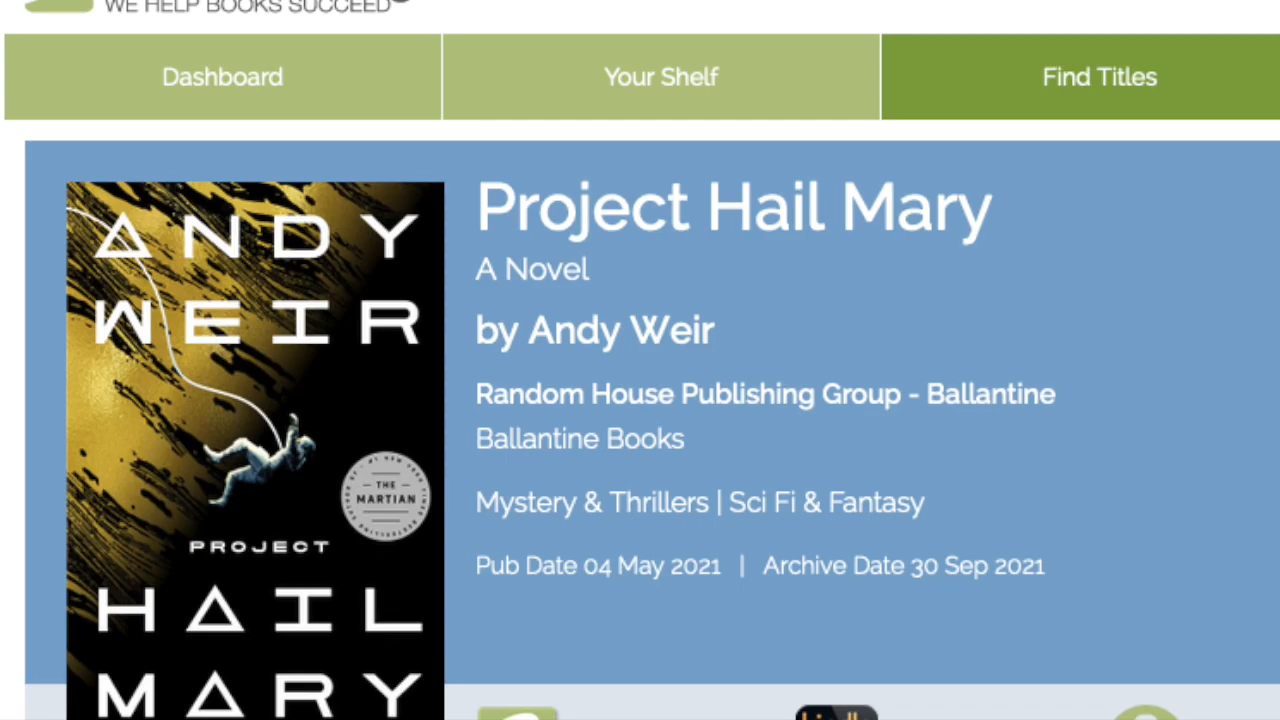 WE HELP BOOKS SUCCEED
Dashboard
Your Shelf
Find Titles
ANDY
WEIR
THE
MARTIAN
PROJECT
HAIL
MARY
Project Hail Mary
A Novel
by Andy Weir
Random House Publishing Group - Ballantine
Ballantine Books
Mystery & Thrillers | Sci Fi & Fantasy
Pub Date 04 May 2021 | Archive Date 30 Sep 2021